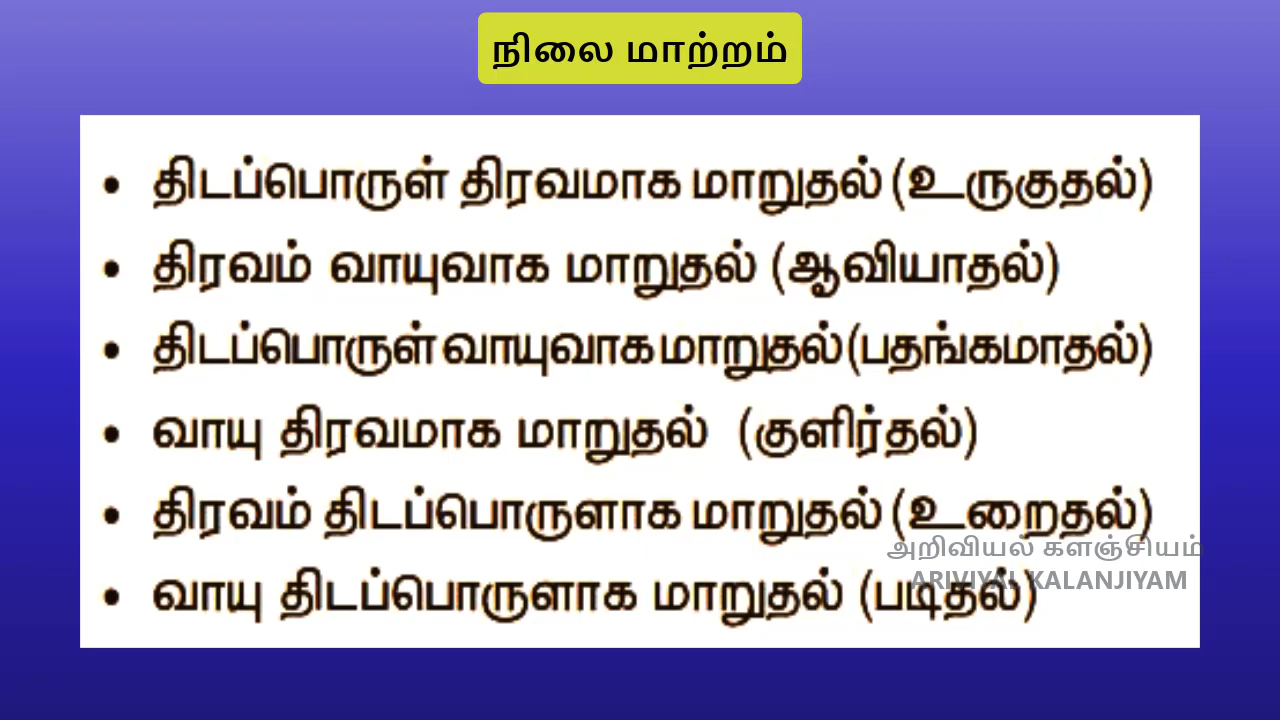 நிலை மாற்றம்
• திடப்பொருள் திரவமாக மாறுதல் (உருகுதல்)
• திரவம் வாயுவாக மாறுதல் (ஆவியாதல்)
• திடப்பொருள் வாயுவாக மாறுதல் (பதங்கமாதல்)
• வாயு திரவமாக மாறுதல் (குளிர்தல்)
• திரவம் திடப்பொருளாக மாறுதல் (உறைதல்)
அறிவியல் களஞ்சியம்
ARIVIYAL KALANJIYAM
• வாயு திடப்பொருளாக மாறுதல் (படிதல்)